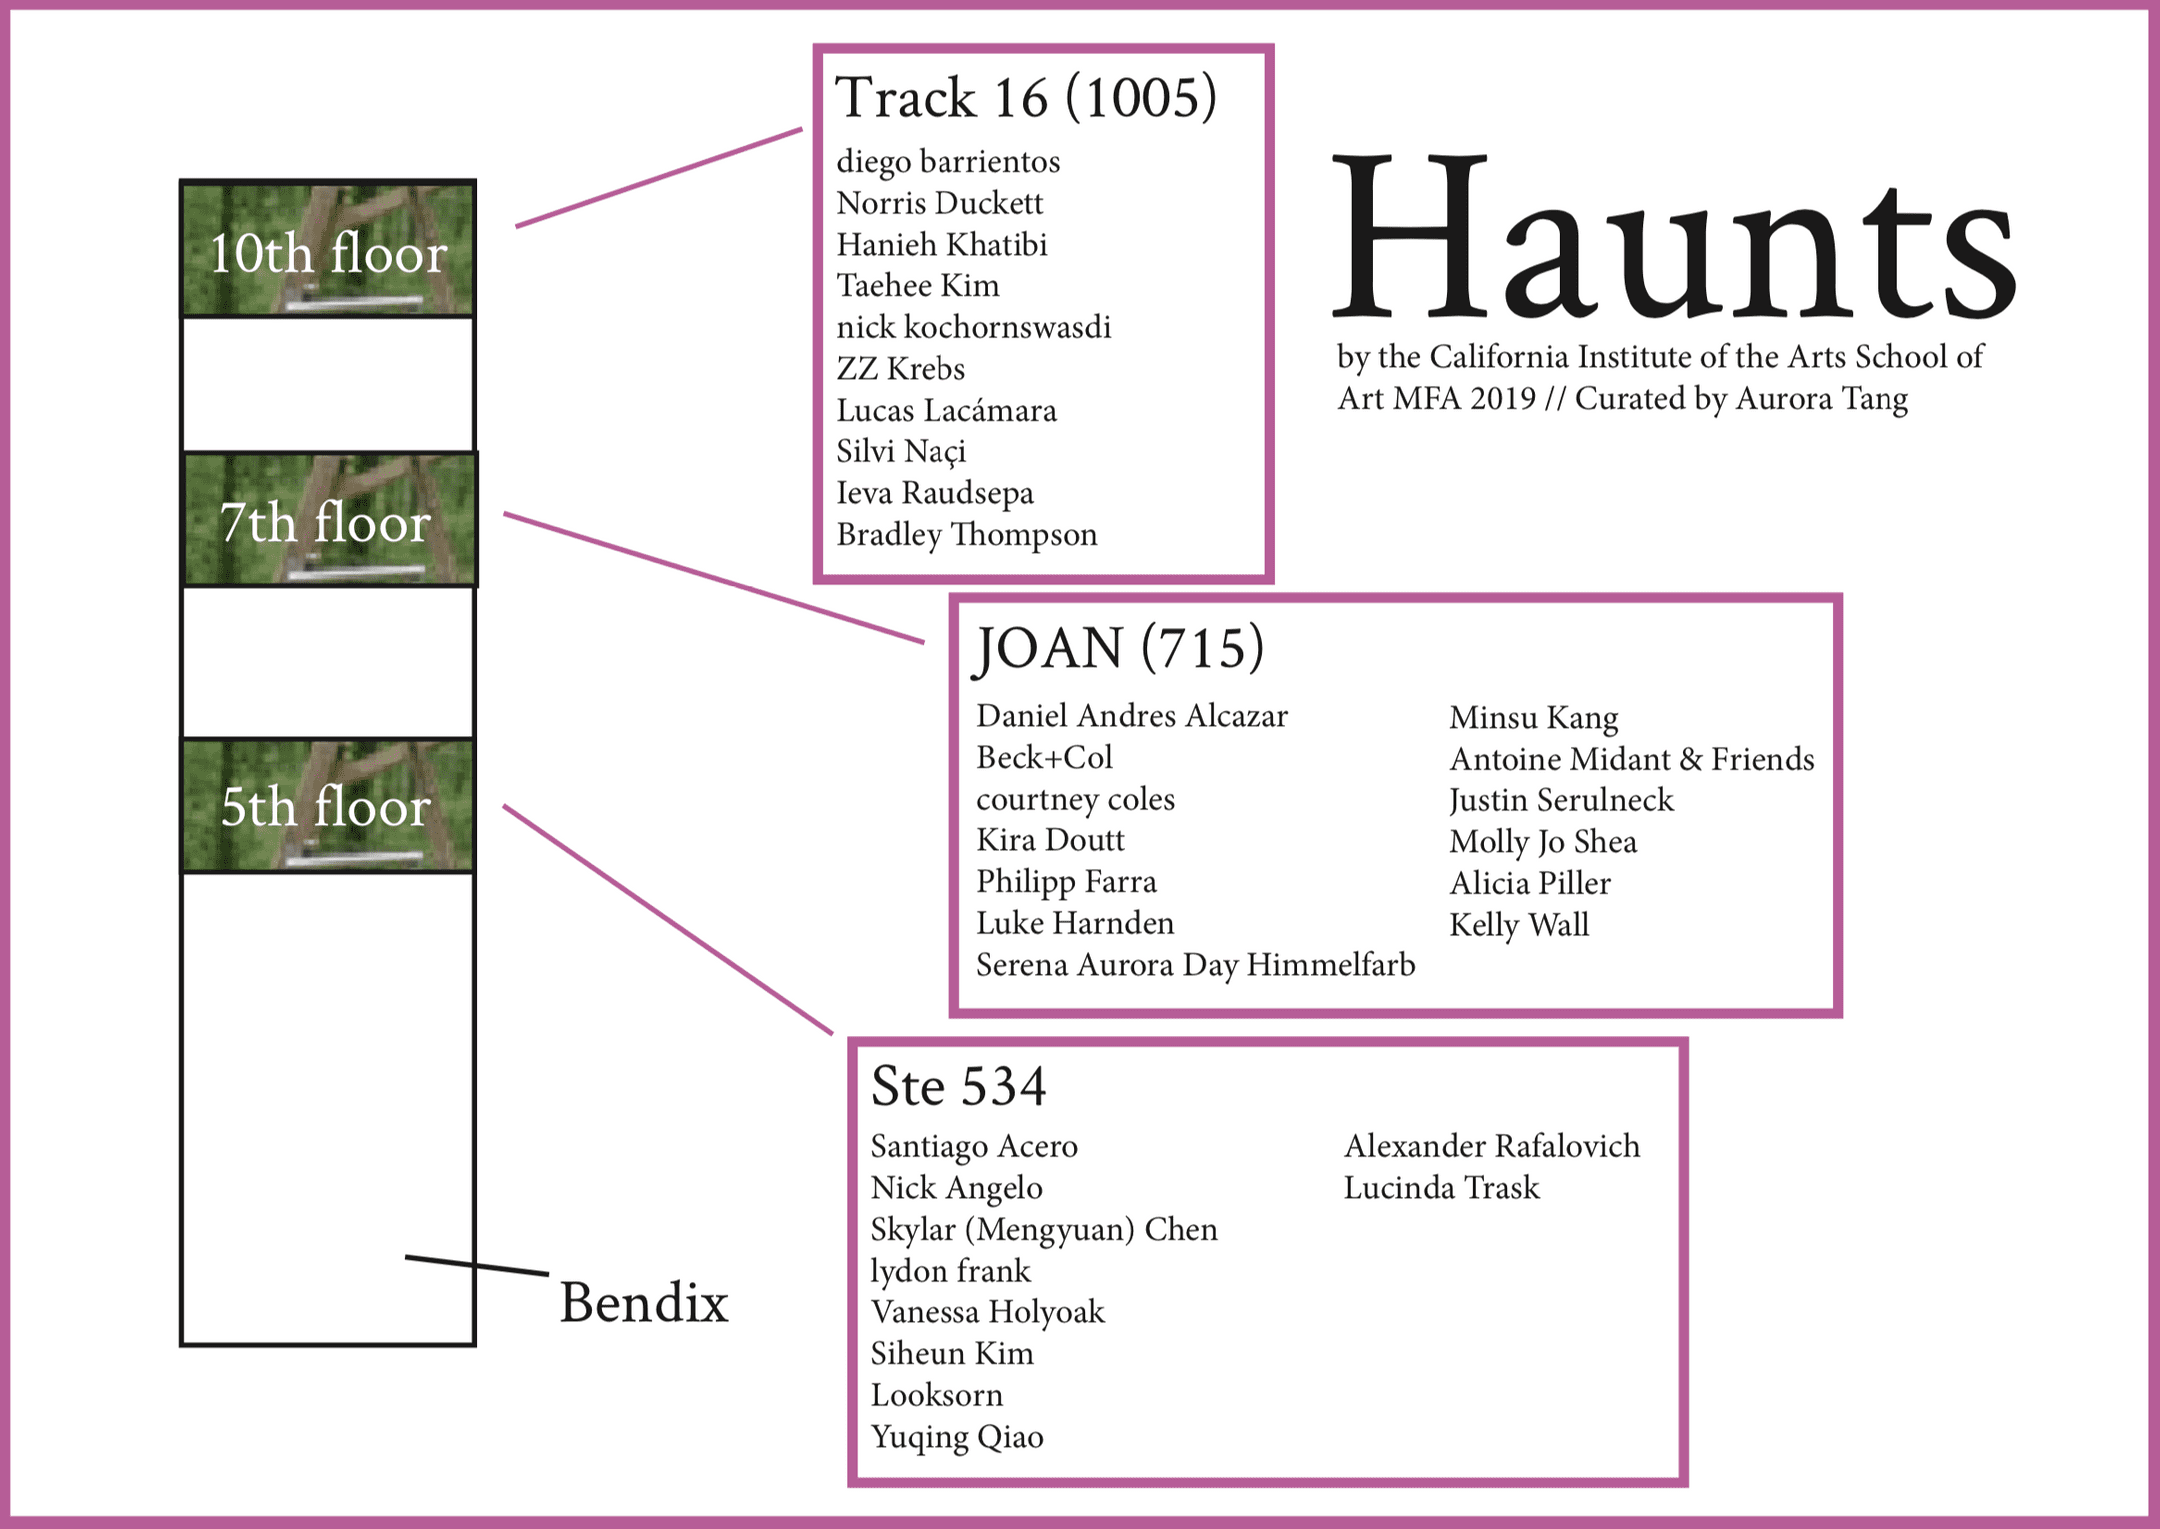 Haunts
by the California Institute of the Arts School of
Art MFA 2019 // Curated by Aurora Tang
10th floor
Track 16 (1005)
diego barrientos
Norris Duckett
Hanieh Khatibi
Taehee Kim
nick kochornswasdi
ZZ Krebs
Lucas Lacámara
Silvi Naçi
Ieva Raudsepa
Bradley Thompson
7th floor
JOAN (715)
Daniel Andres Alcazar
Beck+Col
courtney coles
Kira Doutt
Philipp Farra
Luke Harnden
Serena Aurora Day Himmelfarb
Minsu Kang
Antoine Midant & Friends
Justin Serulneck
Molly Jo Shea
Alicia Piller
Kelly Wall
5th floor
Ste 534
Santiago Acero
Nick Angelo
Skylar (Mengyuan) Chen
lydon frank
Vanessa Holyoak
Siheun Kim
Looksorn
Yuqing Qiao
Alexander Rafalovich
Lucinda Trask
Bendix